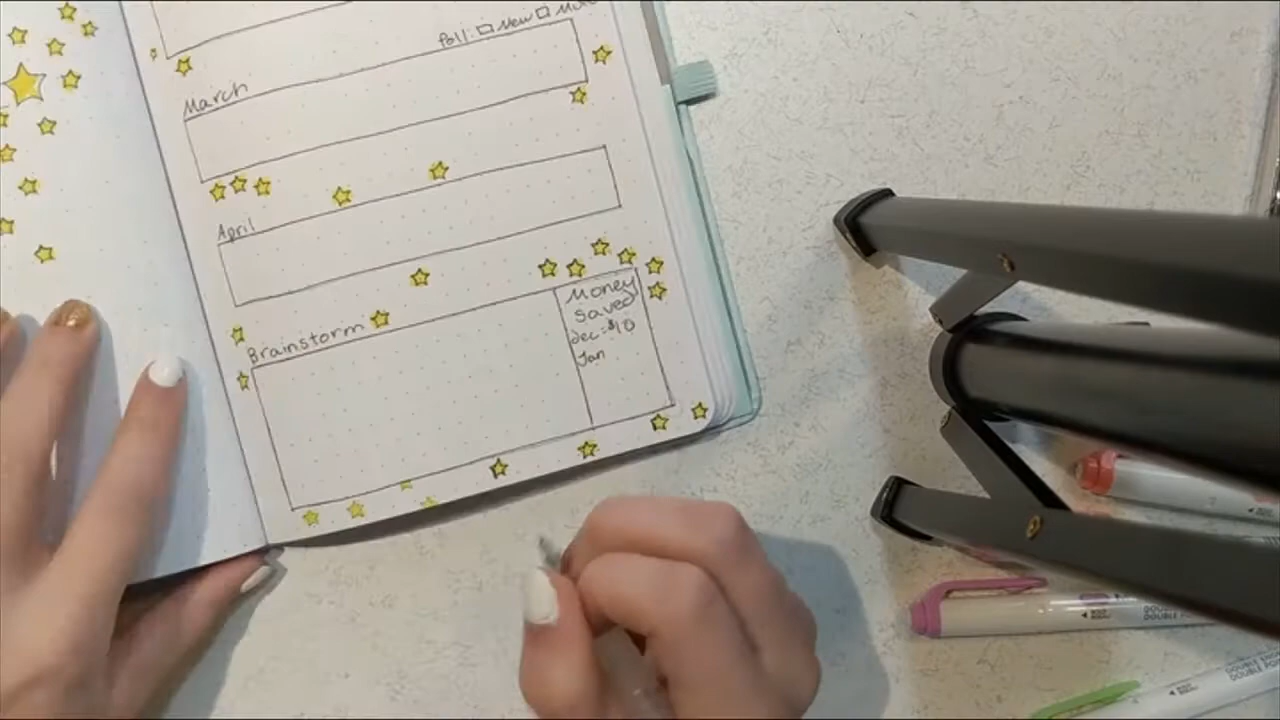 Poll: □ New □
March
April
Brainstorm
Money
saved
dec: $10
Jan